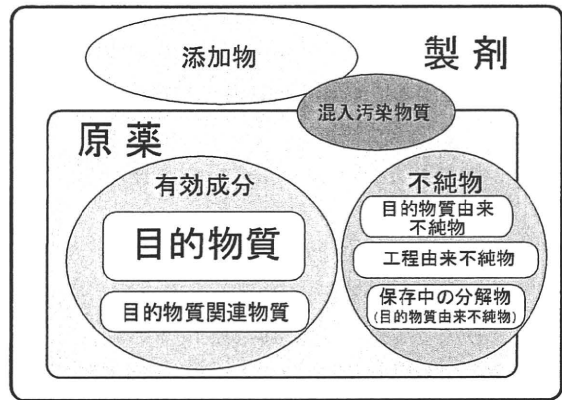 添加物
製剤
混入汚染物質
原薬
有効成分
目的物質
目的物質関連物質
不純物
目的物質由来
不純物
工程由来不純物
保存中の分解物
(目的物質由来不純物)